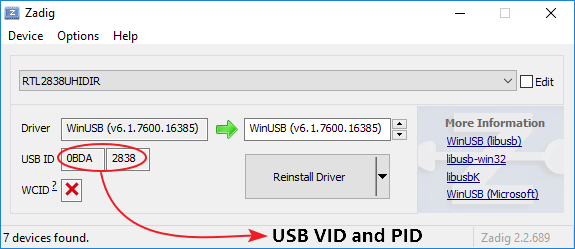 Zadig
Device Options Help
RTL2838UHIDIR
Edit
Driver WinUSB (v6.1.7600.16385) WinUSB (v6.1.7600.16385)
USB ID 0BDA 2838
WCID ?
Reinstall Driver
More Information
WinUSB (libusb)
libusb-win32
libusbK
WinUSB (Microsoft)
USB VID and PID
7 devices found.
Zadig 2.2.689